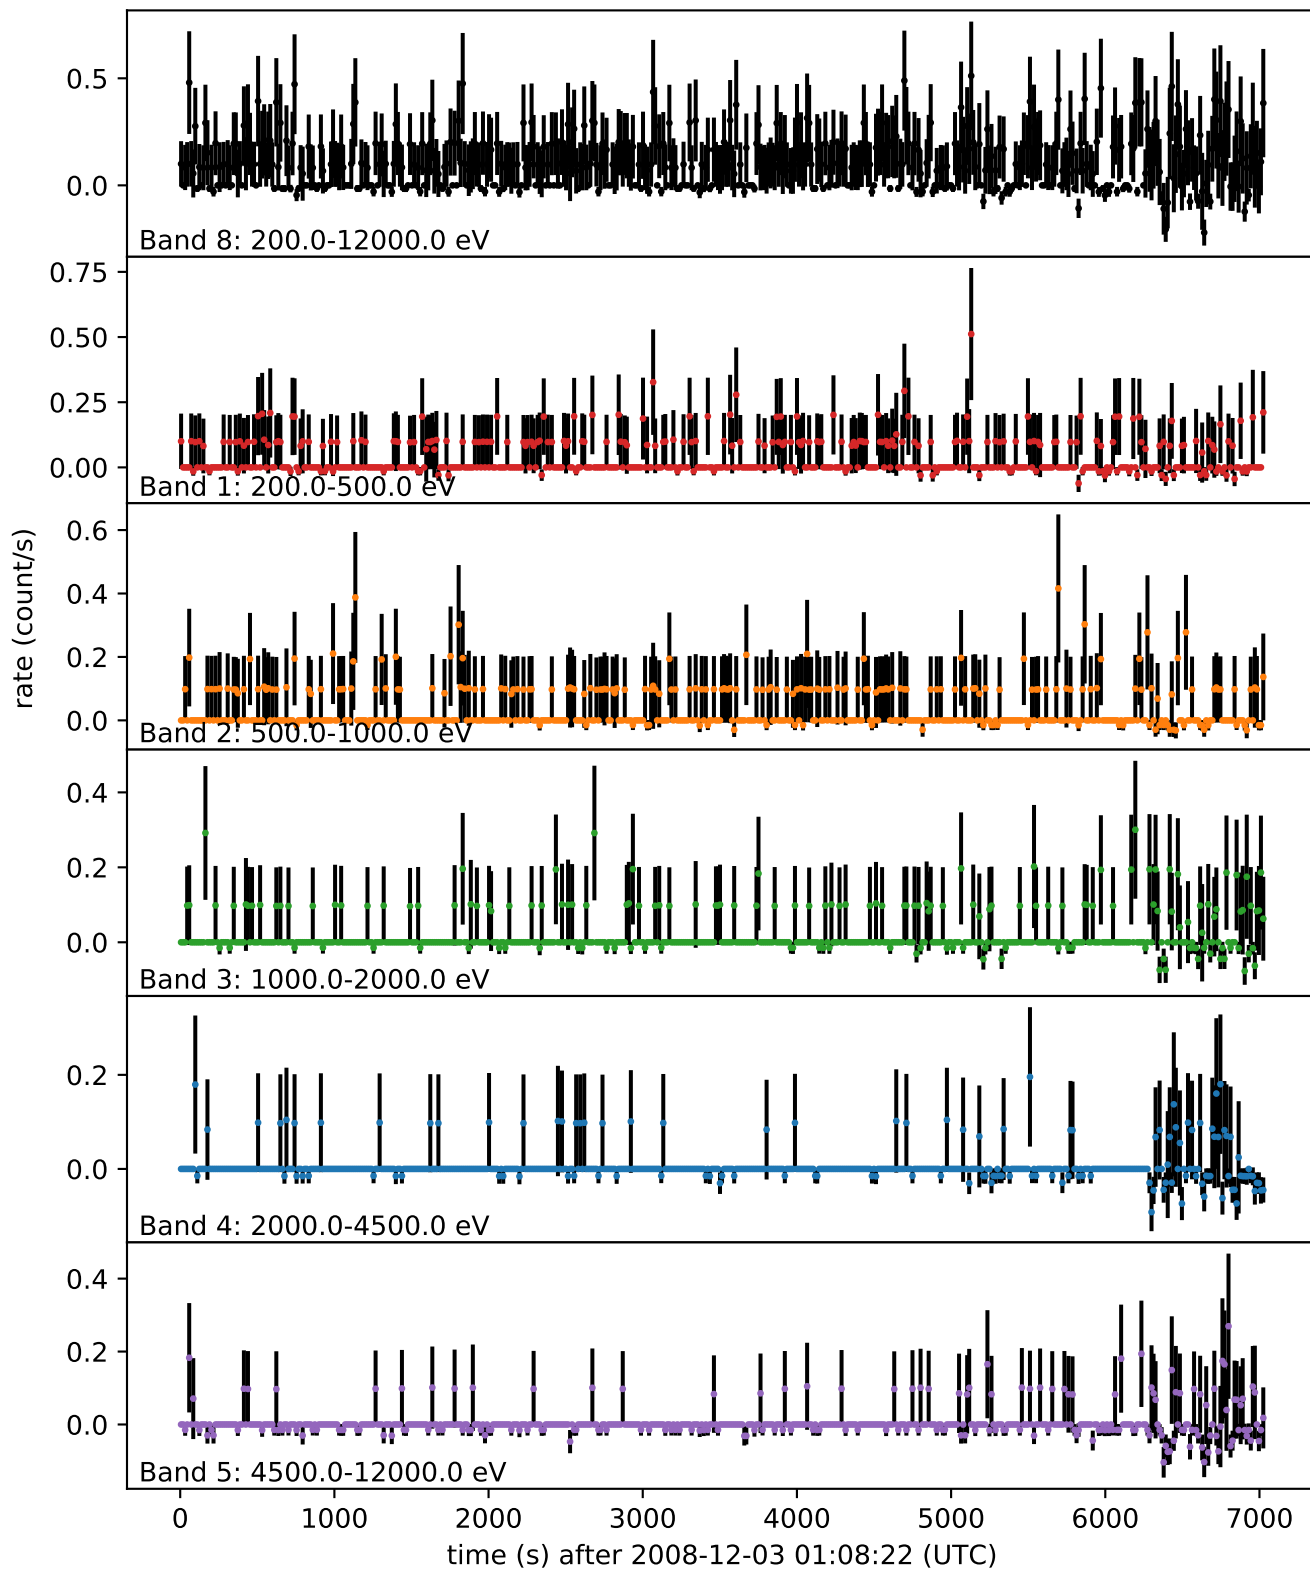 0.5
0.0
Band 8: 200.0-12000.0 eV
0.75
0.50
0.25
0.00
Band 1: 200.0-500.0 eV
rate (count/s)
0.6
0.4
0.2
0.0
Band 2: 500.0-1000.0 eV
0.4
0.2
0.0
Band 3: 1000.0-2000.0 eV
0.2
0.0
Band 4: 2000.0-4500.0 eV
0.4
0.2
0.0
Band 5: 4500.0-12000.0 eV
0 1000 2000 3000 4000 5000 6000 7000
time (s) after 2008-12-03 01:08:22 (UTC)